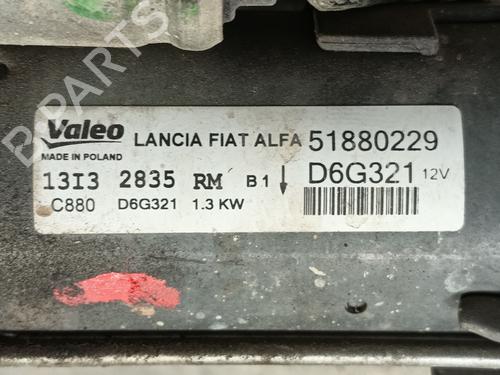 Valeo LANCIA FIAT ALFA 51880229
MADE IN POLAND D6G321 12V
13I3 2835 RM B1
C880 D6G321 1.3 KW
B-PARTS